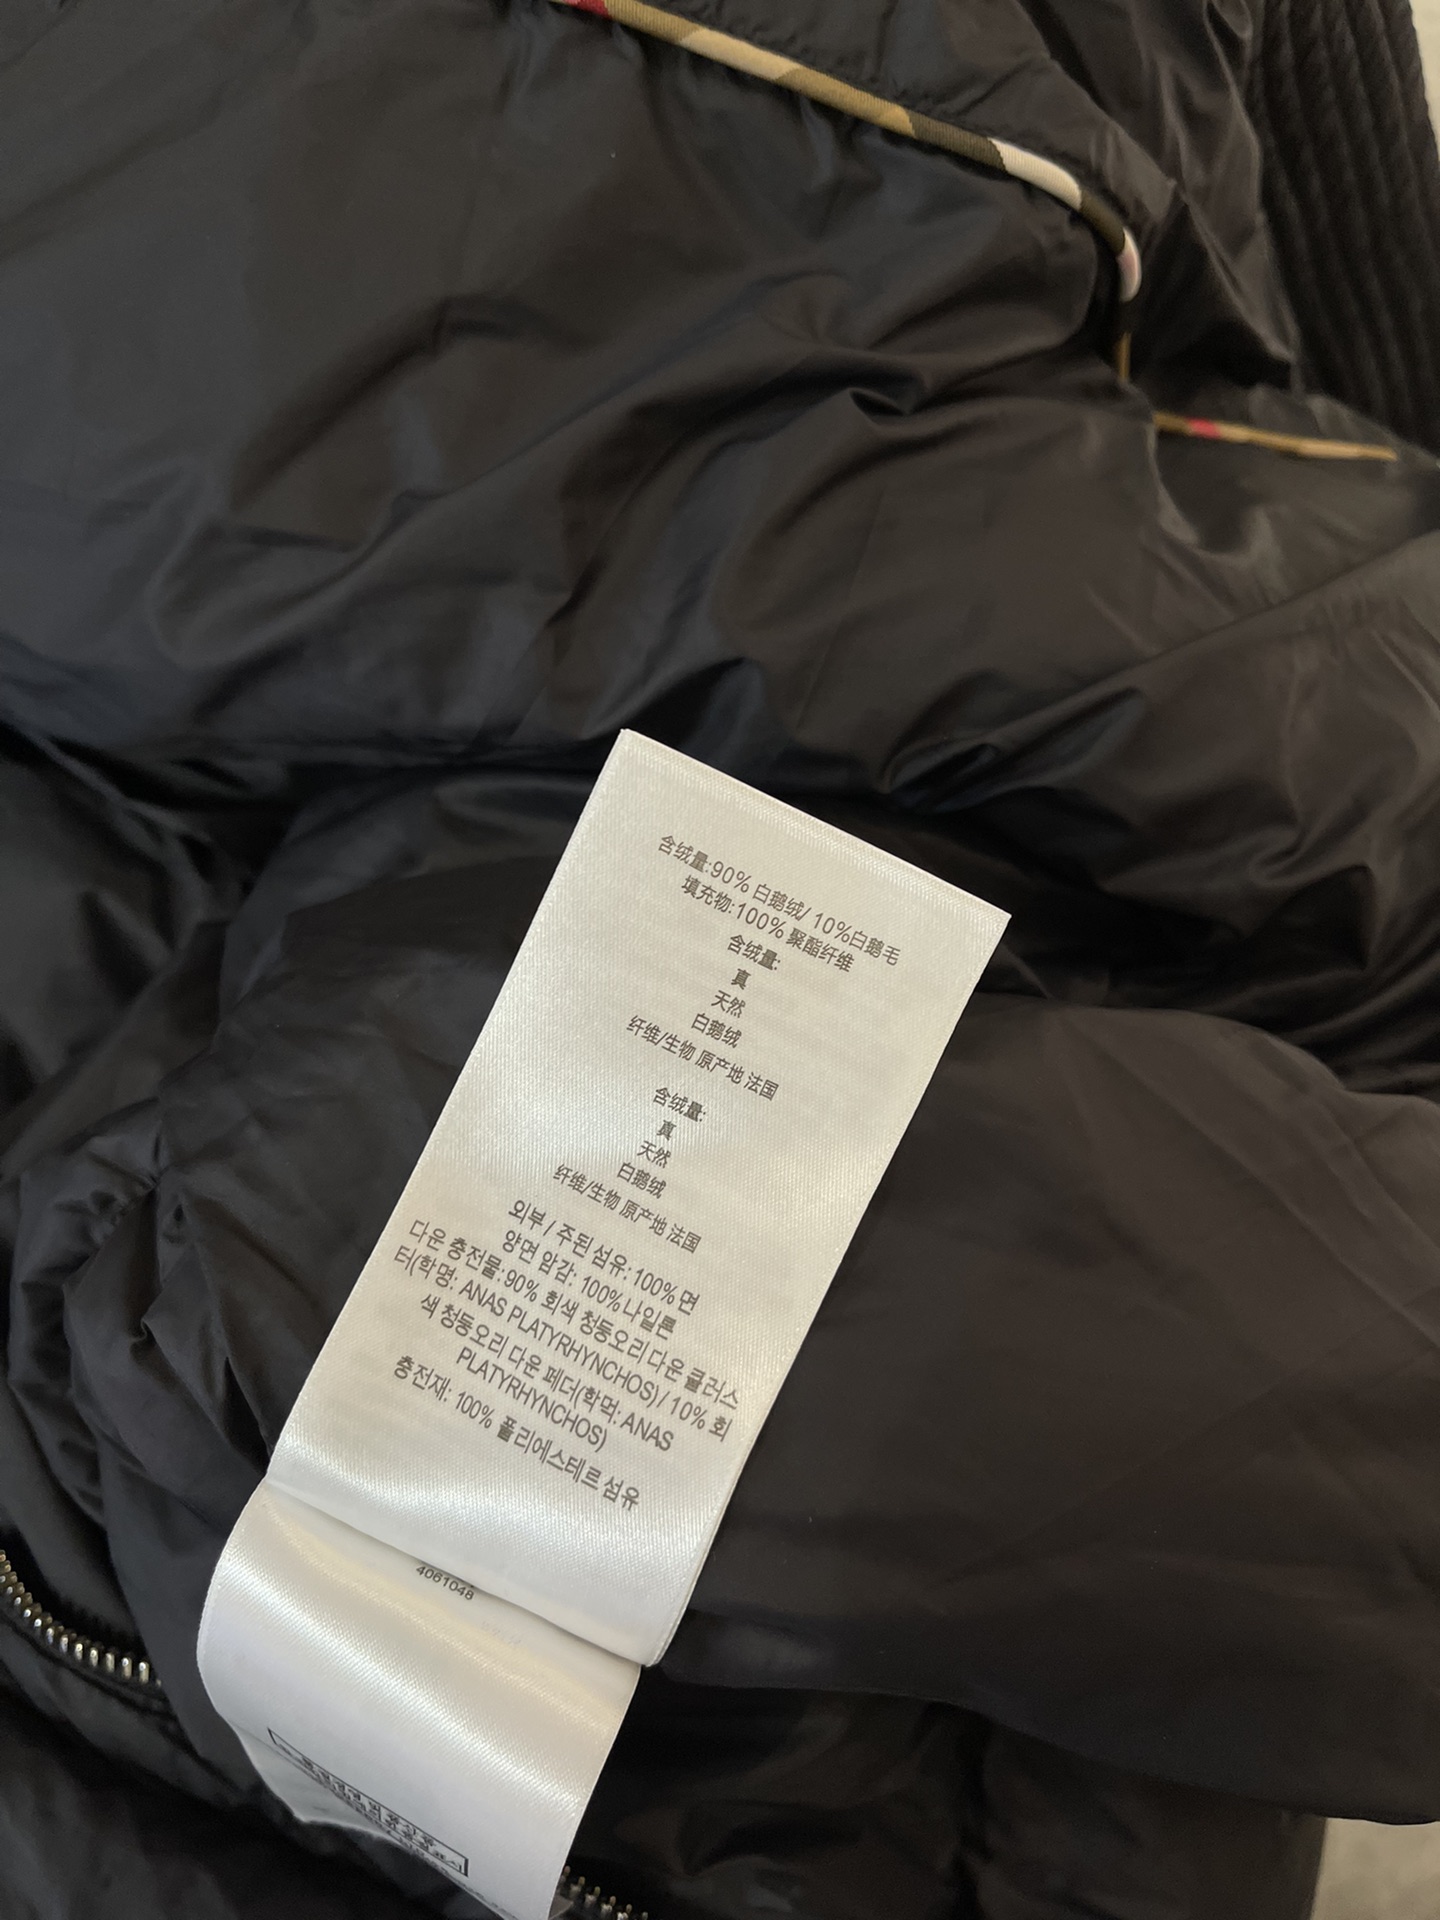 含绒量:90% 白鹅绒/ 10%白鹅毛
填充物:100% 聚酯纤维
含绒量:
真
天然
白鹅绒
纤维/生物 原产地 法国
含绒量:
真
天然
白鹅绒
纤维/生物 原产地 法国
외부 / 주된 섬유: 100% 면
양면 암감: 100% 나일론
다운 충전물: 90% 회색 청둥오리 다운 클러스
터(학명: ANAS PLATYRHYNCHOS) / 10% 회
색 청둥오리 다운 페더(학먹: ANAS
PLATYRHYNCHOS)
충전재: 100% 폴리에스테르 섬유
4061048